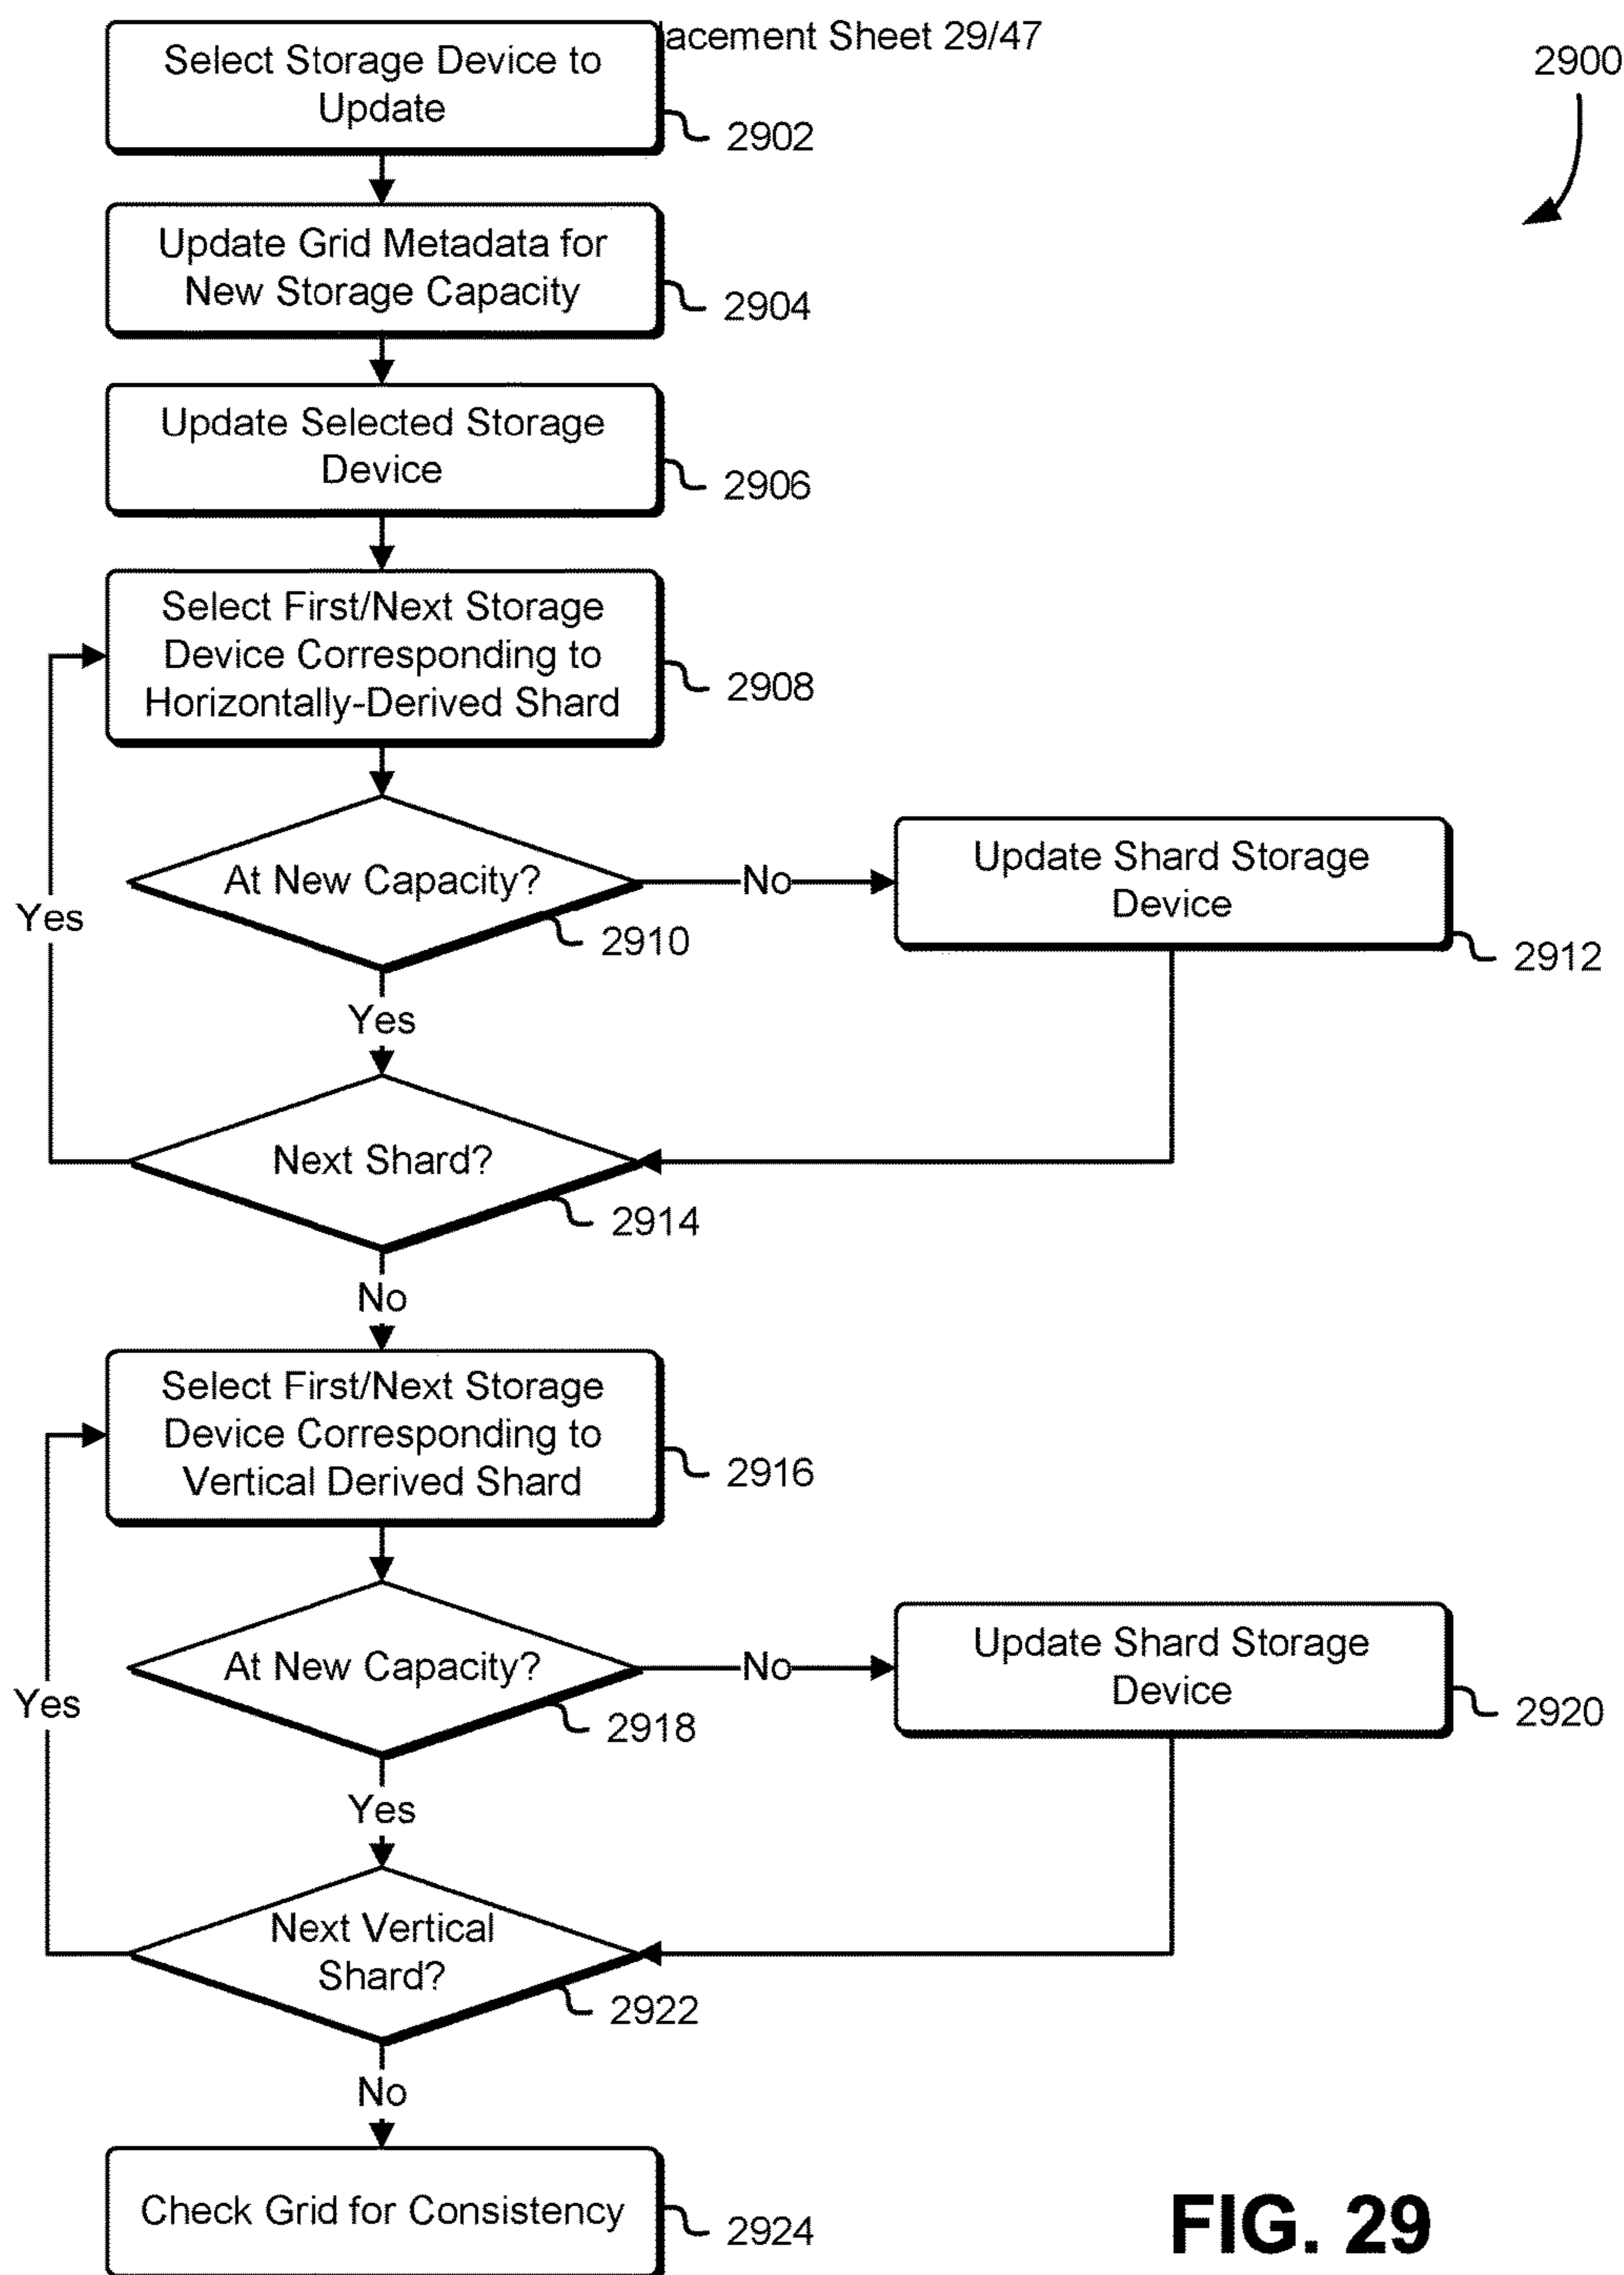 lacement Sheet 29/47
2900
Select Storage Device to
Update
2902
Update Grid Metadata for
New Storage Capacity
2904
Update Selected Storage
Device
2906
Select First/Next Storage
Device Corresponding to
Horizontally-Derived Shard
2908
At New Capacity?
2910
No
Update Shard Storage
Device
2912
Yes
Yes
Next Shard?
2914
No
Select First/Next Storage
Device Corresponding to
Vertical Derived Shard
2916
At New Capacity?
2918
No
Update Shard Storage
Device
2920
Yes
Yes
Next Vertical
Shard?
2922
No
Check Grid for Consistency
2924
FIG. 29